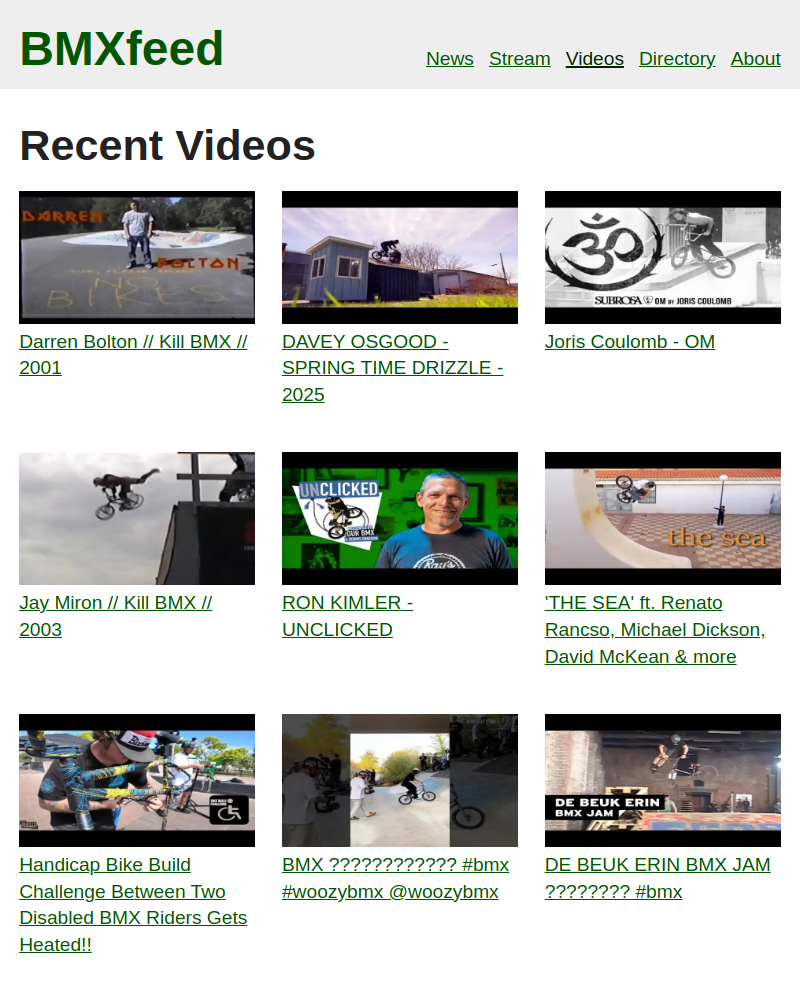 BMXfeed
News Stream Videos Directory About
Recent Videos
DARREN
BOLTON
NO
BIKES
Darren Bolton // Kill BMX //
2001
DAVEY OSGOOD -
SPRING TIME DRIZZLE -
2025
SUBROSA OM BY JORIS COULOMB
Joris Coulomb - OM
Jay Miron // Kill BMX //
2003
UNCLICKED
OUR BMX
RON KIMLER -
UNCLICKED
the sea
'THE SEA' ft. Renato
Rancso, Michael Dickson,
David McKean & more
Handicap Bike Build
Challenge Between Two
Disabled BMX Riders Gets
Heated!!
BMX ???????????? #bmx
#woozybmx @woozybmx
DE BEUK ERIN
BMX JAM
DE BEUK ERIN BMX JAM
???????? #bmx